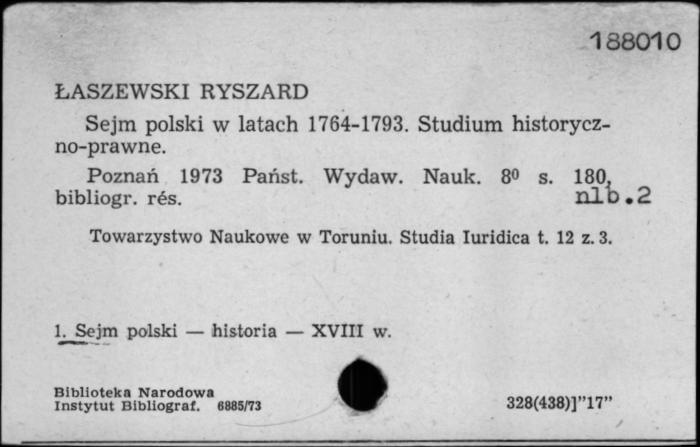 188010
ŁASZEWSKI RYSZARD
Sejm polski w latach 1764-1793. Studium historycz-
no-prawne.
Poznań 1973 Państ. Wydaw. Nauk. 8⁰ s. 180,
bibliogr. rés. nlb.2
Towarzystwo Naukowe w Toruniu. Studia Iuridica t. 12 z. 3.
1. Sejm polski — historia — XVIII w.
Biblioteka Narodowa
Instytut Bibliograf. 6885/73 328(438)]”17”